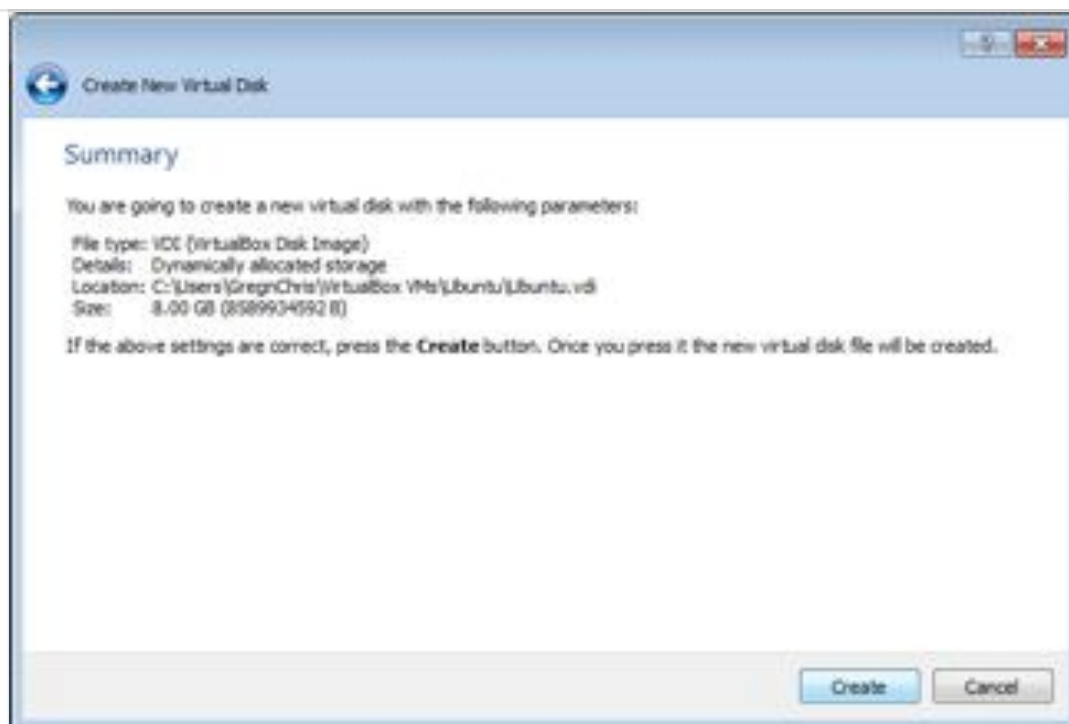 Create New Virtual Disk
Summary
You are going to create a new virtual disk with the following parameters:
File type: VDI (VirtualBox Disk Image)
Details: Dynamically allocated storage
Location: C:\Users\GregnChris\VirtualBox VMs\Ubuntu\Ubuntu.vdi
Size: 8.00 GB (8589934592 B)
If the above settings are correct, press the Create button. Once you press it the new virtual disk file will be created.
Create Cancel